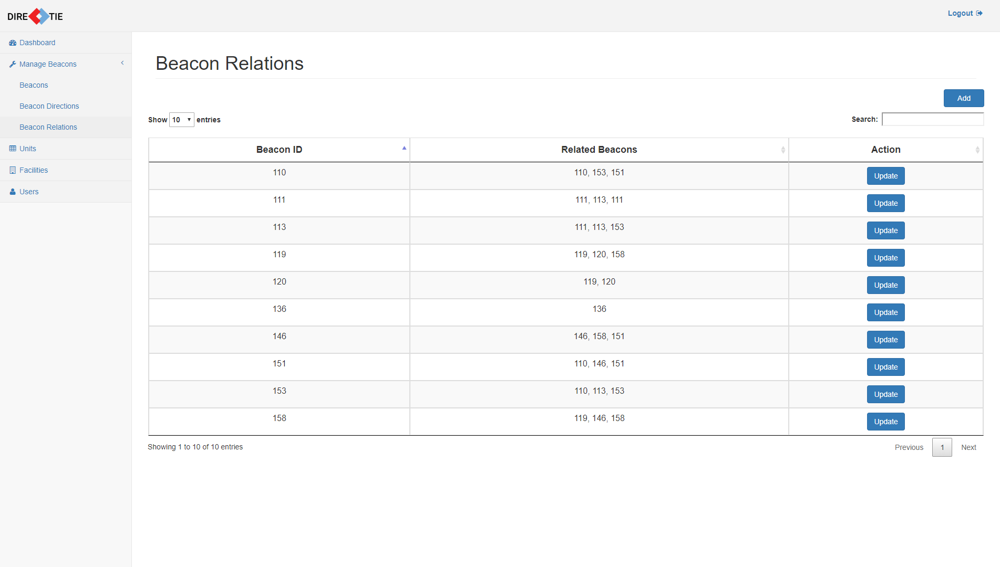 DIRE TIE
Logout
Dashboard
Manage Beacons
Beacons
Beacon Directions
Beacon Relations
Units
Facilities
Users
Beacon Relations
Add
Show 10 entries
Search:
Beacon ID Related Beacons Action
110 110, 153, 151 Update
111 111, 113, 111 Update
113 111, 113, 153 Update
119 119, 120, 158 Update
120 119, 120 Update
136 136 Update
146 146, 158, 151 Update
151 110, 146, 151 Update
153 110, 113, 153 Update
158 119, 146, 158 Update
Showing 1 to 10 of 10 entries
Previous 1 Next